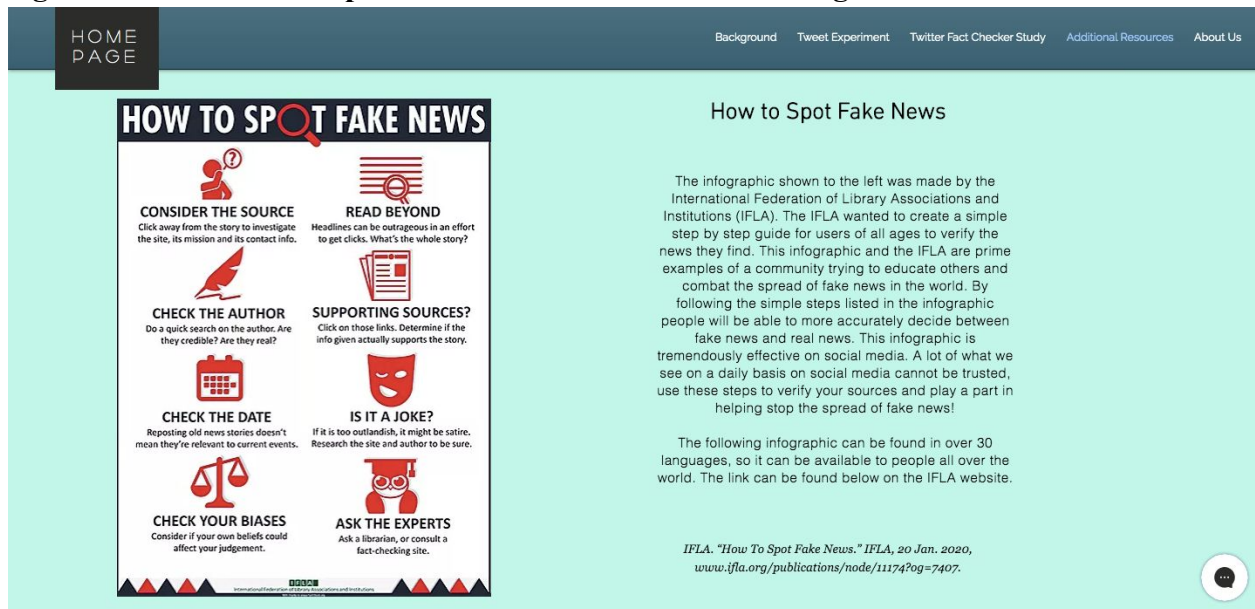 HOME
PAGE
Background Tweet Experiment Twitter Fact Checker Study Additional Resources About Us
HOW TO SPOT FAKE NEWS
CONSIDER THE SOURCE
Click away from the story to investigate
the site, its mission and its contact info.
READ BEYOND
Headlines can be outrageous in an effort
to get clicks. What's the whole story?
CHECK THE AUTHOR
Do a quick search on the author. Are
they credible? Are they real?
SUPPORTING SOURCES?
Click on those links. Determine if the
info given actually supports the story.
CHECK THE DATE
Reposting old news stories doesn't
mean they're relevant to current events.
IS IT A JOKE?
If it is too outlandish, it might be satire.
Research the site and author to be sure.
CHECK YOUR BIASES
Consider if your own beliefs could
affect your judgement.
ASK THE EXPERTS
Ask a librarian, or consult a
fact-checking site.
IFLA
International Federation of Library Associations and Institutions
How to Spot Fake News
The infographic shown to the left was made by the
International Federation of Library Associations and
Institutions (IFLA). The IFLA wanted to create a simple
step by step guide for users of all ages to verify the
news they find. This infographic and the IFLA are prime
examples of a community trying to educate others and
combat the spread of fake news in the world. By
following the simple steps listed in the infographic
people will be able to more accurately decide between
fake news and real news. This infographic is
tremendously effective on social media. A lot of what we
see on a daily basis on social media cannot be trusted,
use these steps to verify your sources and play a part in
helping stop the spread of fake news!
The following infographic can be found in over 30
languages, so it can be available to people all over the
world. The link can be found below on the IFLA website.
IFLA. "How To Spot Fake News." IFLA, 20 Jan. 2020,
www.ifla.org/publications/node/11174?og=7407.